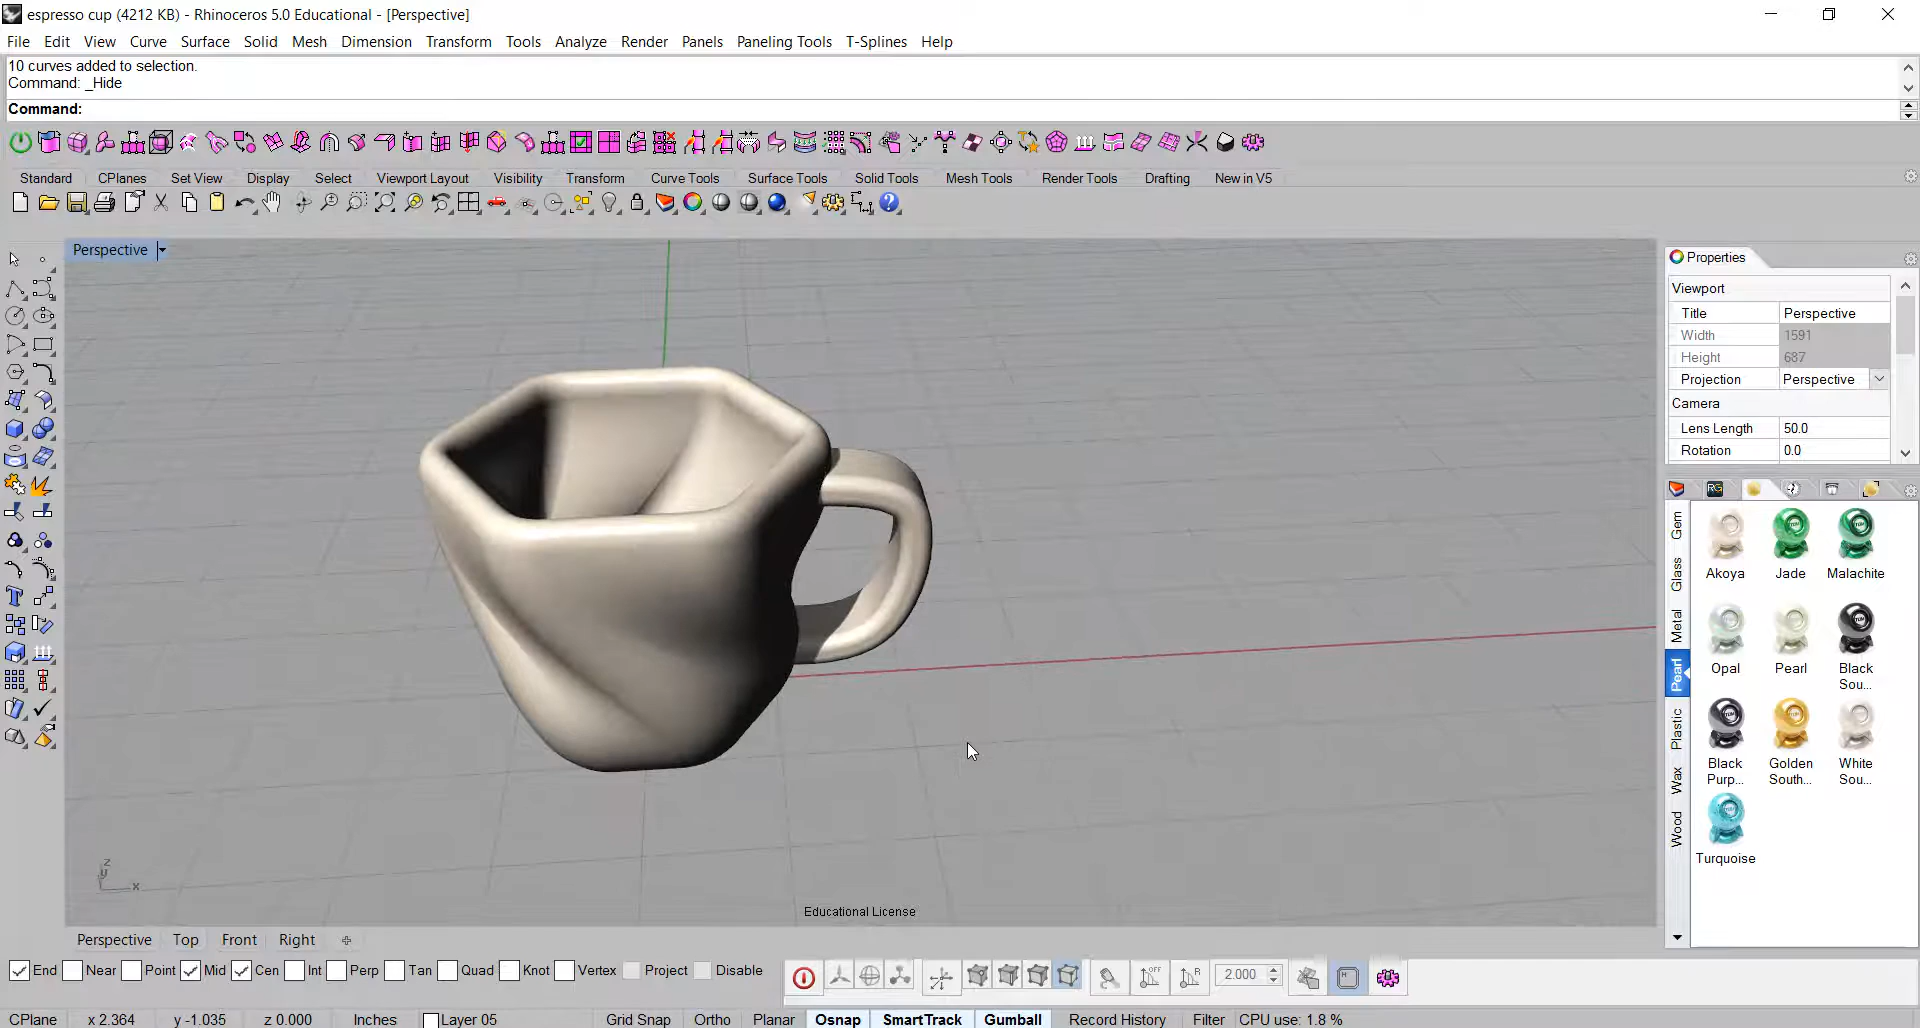 espresso cup (4212 KB) - Rhinoceros 5.0 Educational - [Perspective]
File Edit View Curve Surface Solid Mesh Dimension Transform Tools Analyze Render Panels Paneling Tools T-Splines Help
10 curves added to selection.
Command: _Hide
Command:
Standard CPlanes Set View Display Select Viewport Layout Visibility Transform Curve Tools Surface Tools Solid Tools Mesh Tools Render Tools Drafting New in V5
Perspective
Properties
Viewport
Title Perspective
Width 1591
Height 687
Projection Perspective
Camera
Lens Length 50.0
Rotation 0.0
RG
Gem
Glass
Metal
Pearl
Plastic
Wax
Wood
Akoya Jade Malachite
Opal Pearl Black Sou...
Black Purp... Golden South... White Sou...
Turquoise
z
y
x
Educational License
Perspective Top Front Right
End Near Point Mid Cen Int Perp Tan Quad Knot Vertex Project Disable
OFF
R
2.000
CPlane x 2.364 y -1.035 z 0.000 Inches Layer 05 Grid Snap Ortho Planar Osnap SmartTrack Gumball Record History Filter CPU use: 1.8 %